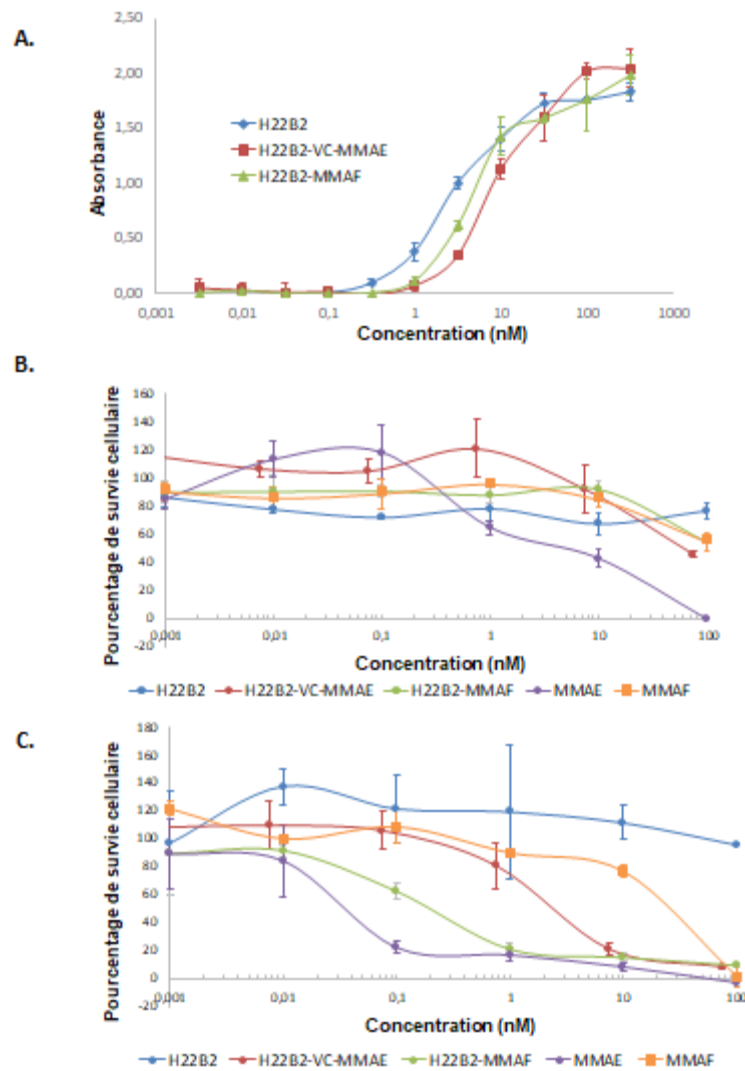 A.
2,50
2,00
1,50
1,00
0,50
0,00
Absorbance
H22B2
H22B2-VC-MMAE
H22B2-MMAF
0,001 0,01 0,1 1 10 100 1000
Concentration (nM)
B.
160
140
120
100
80
60
40
20
0
-20
Pourcentage de survie cellulaire
0,001 0,01 0,1 1 10 100
Concentration (nM)
H22B2 H22B2-VC-MMAE H22B2-MMAF MMAE MMAF
C.
180
160
140
120
100
80
60
40
20
0
-20
Pourcentage de survie cellulaire
0,001 0,01 0,1 1 10 100
Concentration (nM)
H22B2 H22B2-VC-MMAE H22B2-MMAF MMAE MMAF